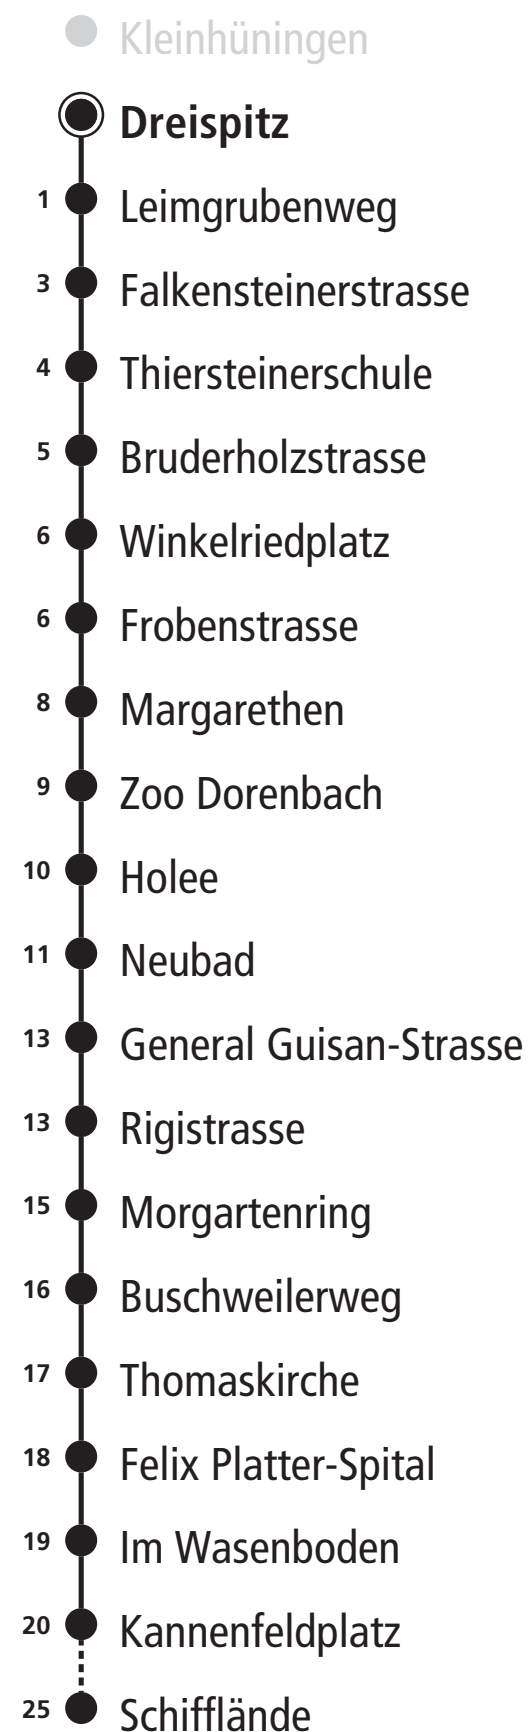 Kleinhüningen
Dreispitz
1 Leimgrubenweg
3 Falkensteinerstrasse
4 Thiersteinerschule
5 Bruderholzstrasse
6 Winkelriedplatz
6 Frobenstrasse
8 Margarethen
9 Zoo Dorenbach
10 Holee
11 Neubad
13 General Guisan-Strasse
13 Rigistrasse
15 Morgartenring
16 Buschweilerweg
17 Thomaskirche
18 Felix Platter-Spital
19 Im Wasenboden
20 Kannenfeldplatz
25 Schifflände